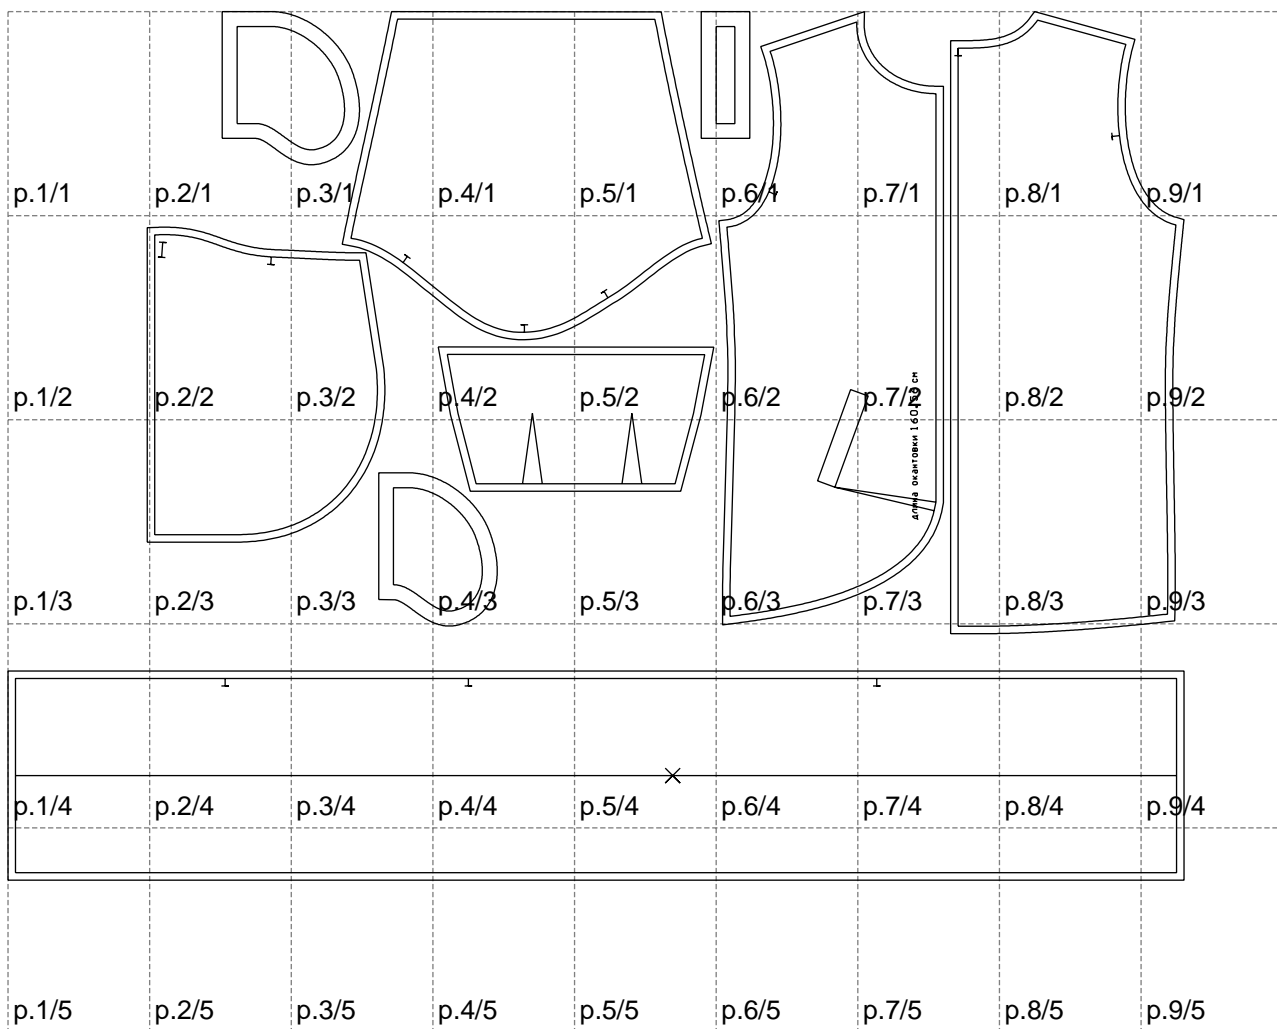 p.1/1 p.2/1 p.3/1 p.4/1 p.5/1 p.6/1 p.7/1 p.8/1 p.9/1
p.1/2 p.2/2 p.3/2 p.4/2 p.5/2 p.6/2 p.7/2 p.8/2 p.9/2
длина окантовки 160 см
p.1/3 p.2/3 p.3/3 p.4/3 p.5/3 p.6/3 p.7/3 p.8/3 p.9/3
p.1/4 p.2/4 p.3/4 p.4/4 p.5/4 p.6/4 p.7/4 p.8/4 p.9/4
p.1/5 p.2/5 p.3/5 p.4/5 p.5/5 p.6/5 p.7/5 p.8/5 p.9/5